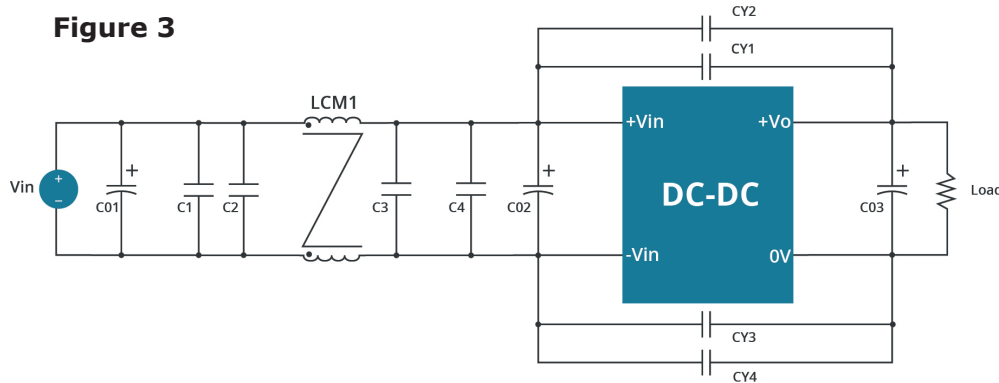 Figure 3
CY2
CY1
LCM1
+Vin
+Vo
Vin
+
−
+
C01
C1
C2
C3
C4
+
C02
DC-DC
+
C03
Load
-Vin
0V
CY3
CY4